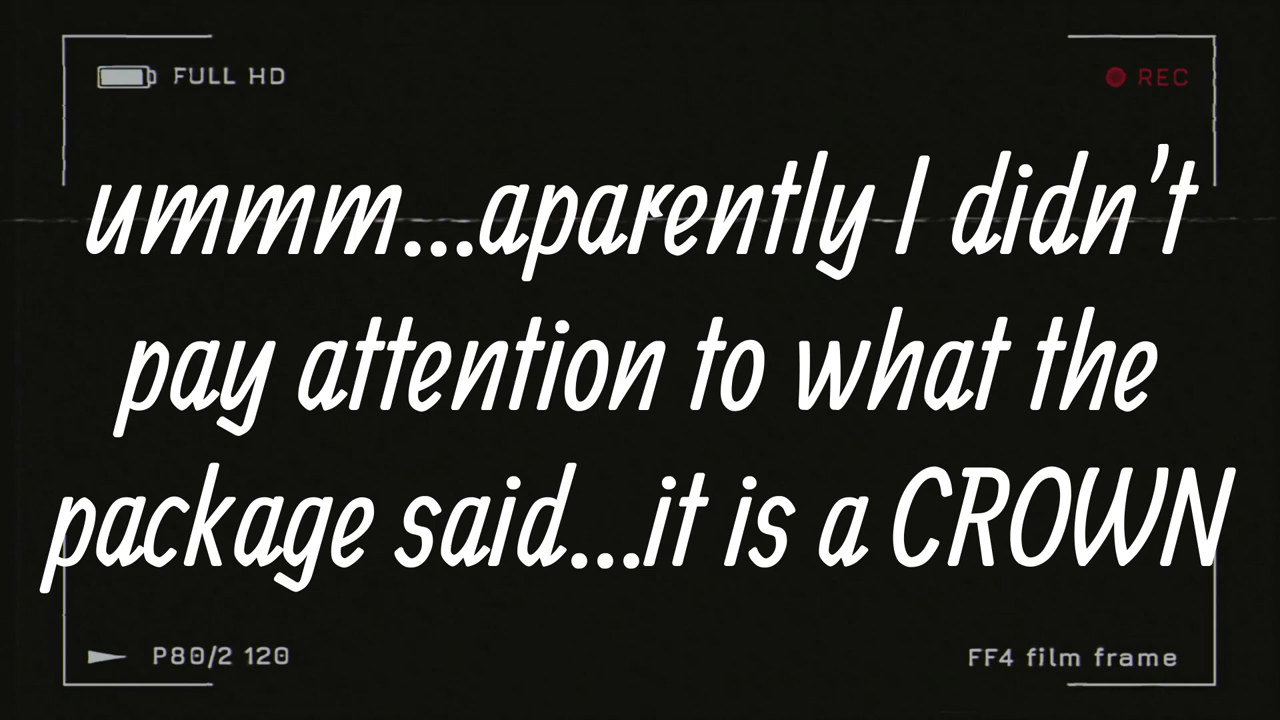 FULL HD
REC
ummm...aparently I didn't
pay attention to what the
package said...it is a CROWN
P80/2 120
FF4 film frame